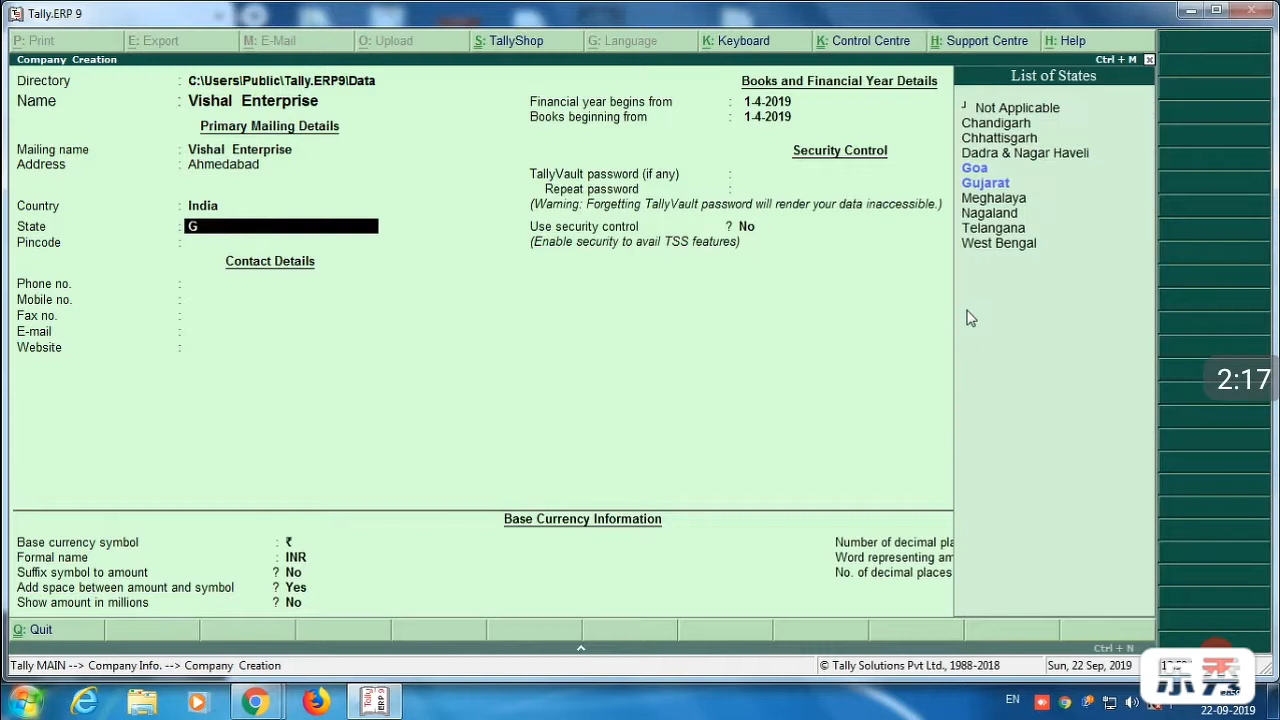 Tally.ERP 9
P: Print
E: Export
M: E-Mail
O: Upload
S: TallyShop
G: Language
K: Keyboard
K: Control Centre
H: Support Centre
H: Help
Company Creation
Ctrl + M
Directory : C:\Users\Public\Tally.ERP9\Data
Name : Vishal Enterprise
Primary Mailing Details
Mailing name : Vishal Enterprise
Address : Ahmedabad
Country : India
State : G
Pincode :
Contact Details
Phone no. :
Mobile no. :
Fax no. :
E-mail :
Website :
Books and Financial Year Details
Financial year begins from : 1-4-2019
Books beginning from : 1-4-2019
Security Control
TallyVault password (if any) :
Repeat password :
(Warning: Forgetting TallyVault password will render your data inaccessible.)
Use security control ? No
(Enable security to avail TSS features)
List of States
Not Applicable
Chandigarh
Chhattisgarh
Dadra & Nagar Haveli
Goa
Gujarat
Meghalaya
Nagaland
Telangana
West Bengal
2:17
Base Currency Information
Base currency symbol : ₹
Formal name : INR
Suffix symbol to amount ? No
Add space between amount and symbol ? Yes
Show amount in millions ? No
Number of decimal pla
Word representing am
No. of decimal places
Q: Quit
Ctrl + N
Tally MAIN --> Company Info. --> Company Creation
© Tally Solutions Pvt Ltd., 1988-2018
Sun, 22 Sep, 2019
EN
乐秀
22-09-2019